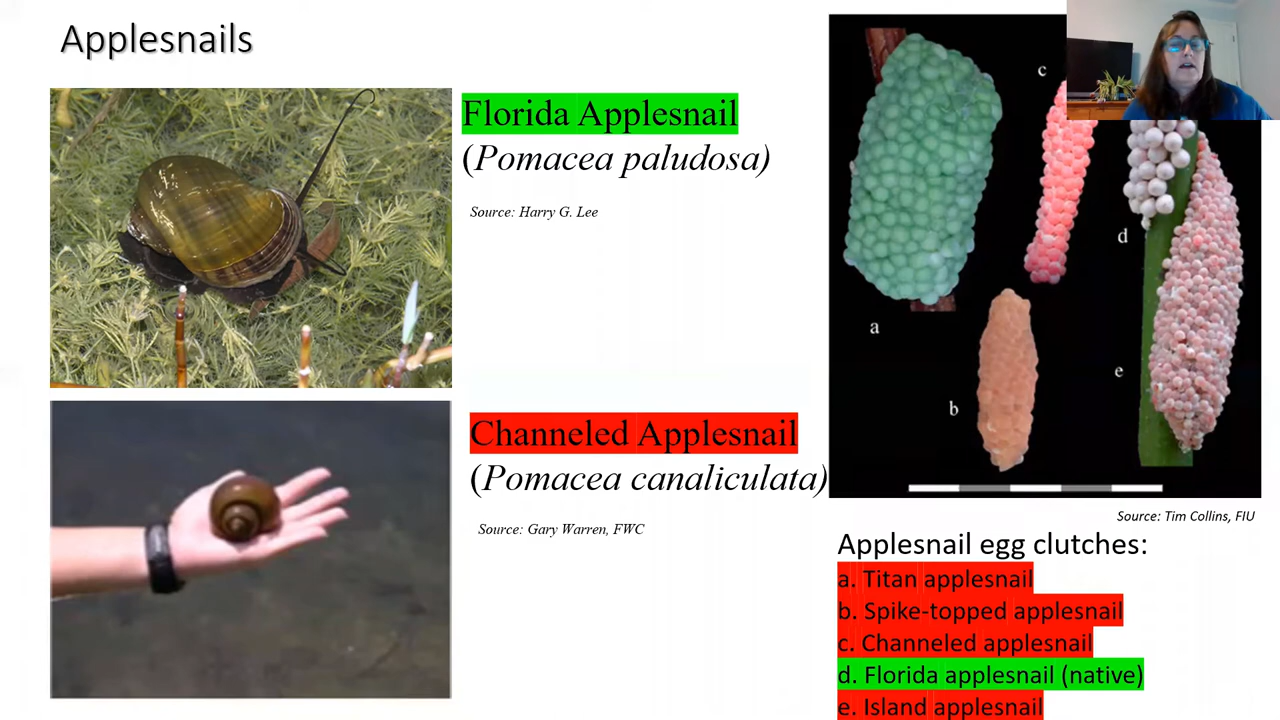 Applesnails
Florida Applesnail
(Pomacea paludosa)
Source: Harry G. Lee
Channeled Applesnail
(Pomacea canaliculata)
Source: Gary Warren, FWC
c
d
a
e
b
Source: Tim Collins, FIU
Applesnail egg clutches:
a. Titan applesnail
b. Spike-topped applesnail
c. Channeled applesnail
d. Florida applesnail (native)
e. Island applesnail